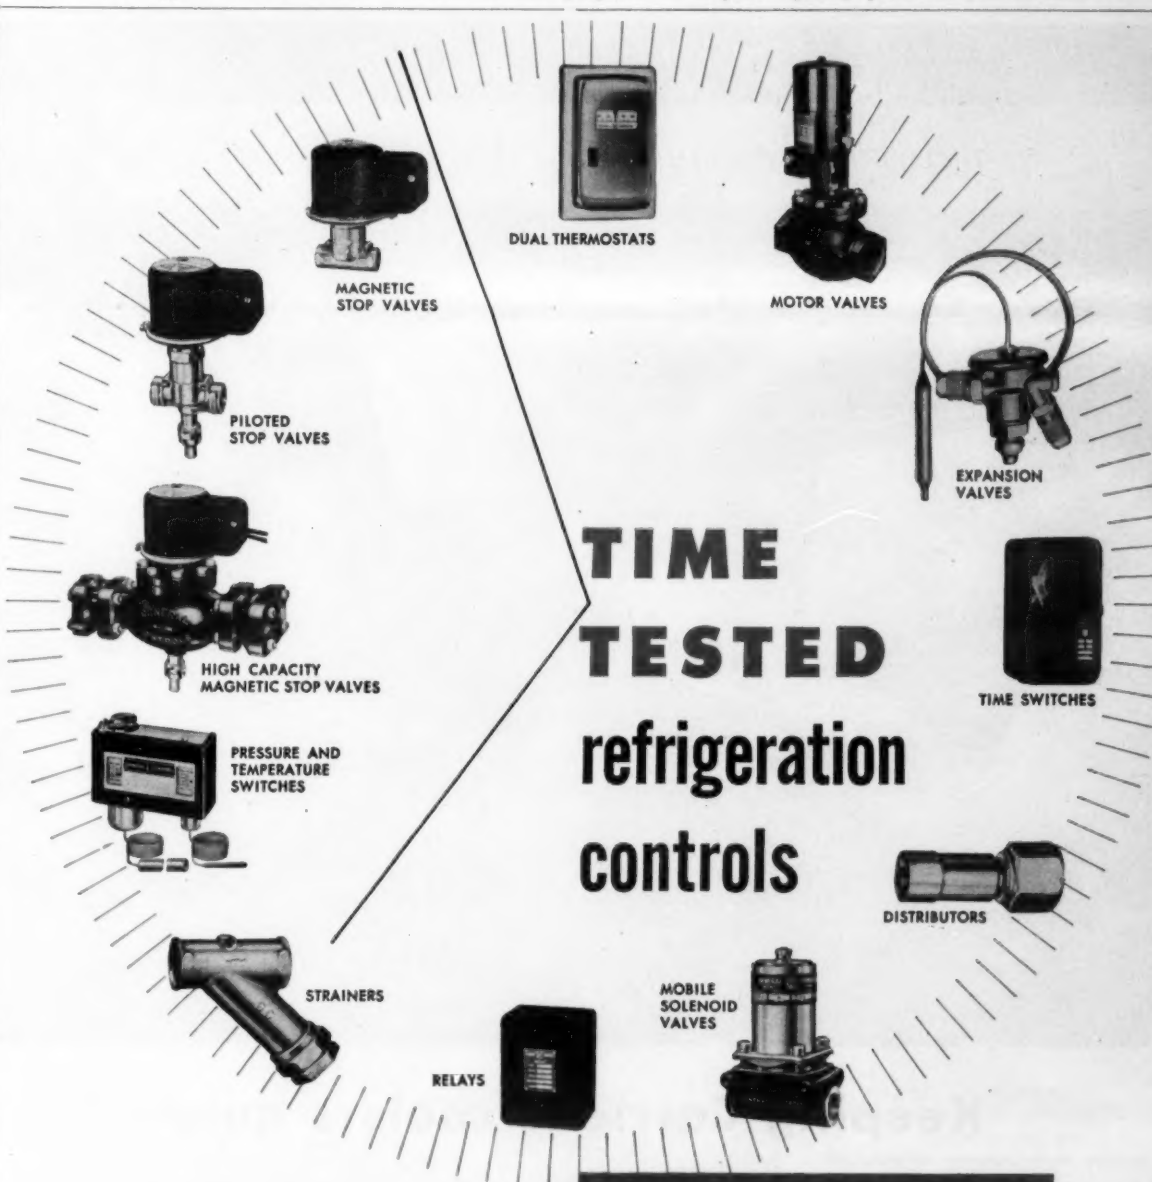 DUAL THERMOSTATS
MOTOR VALVES
MAGNETIC
STOP VALVES
PILOTED
STOP VALVES
EXPANSION
VALVES
TIME
TESTED
refrigeration
controls
TIME SWITCHES
HIGH CAPACITY
MAGNETIC STOP VALVES
PRESSURE AND
TEMPERATURE
SWITCHES
DISTRIBUTORS
STRAINERS
MOBILE
SOLENOID
VALVES
RELAYS